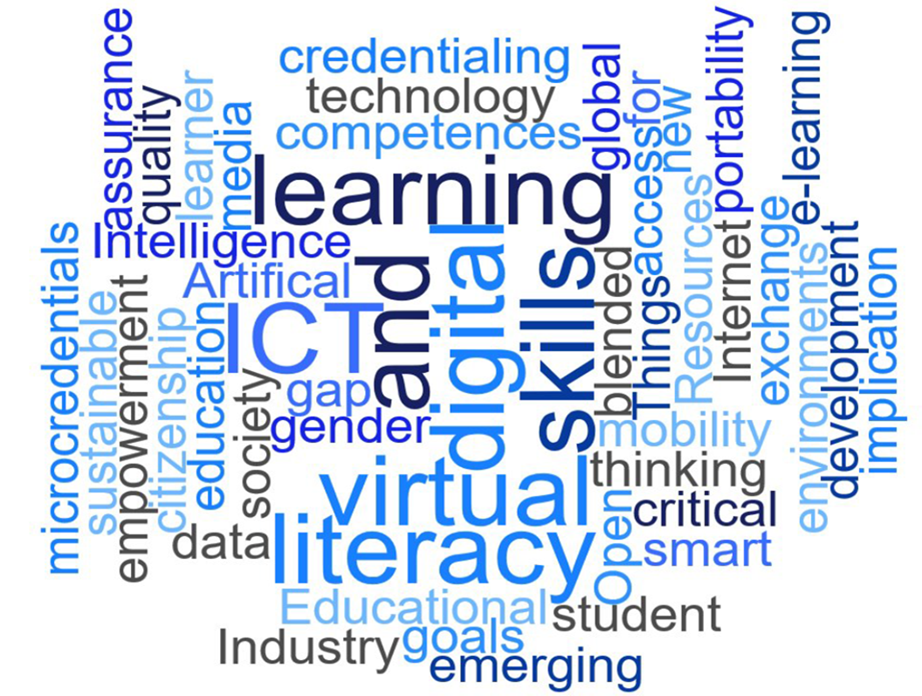 credentialing
technology
competences
learning
assurance
quality
learner
media
global
for
new
portability
e-learning
Intelligence
Artifical
ICT
and
digital
skills
access
blended
Things
Resources
Internet
exchange
environments
development
implication
microcredentials
sustainable
empowerment
citizenship
education
society
gap
gender
mobility
virtual
thinking
critical
data
literacy
Open
smart
Educational
student
Industry
goals
emerging